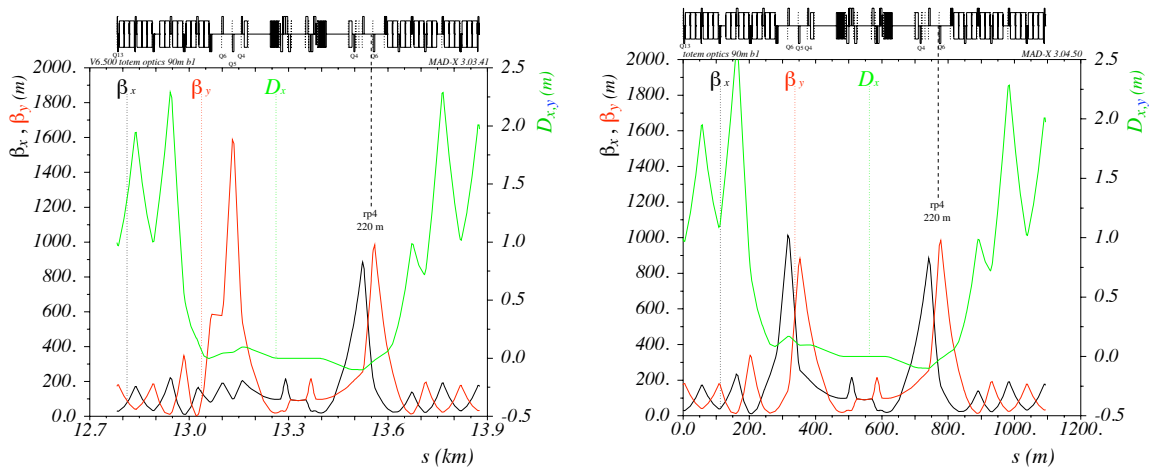 Q13
Q6
Q5
Q4
Q4
Q6
V6.500 totem optics 90m b1
MAD-X 3.03.41
2000.
1800.
1600.
1400.
1200.
1000.
800.
600.
400.
200.
0.0
βx , βy (m)
βx
βy
Dx
rp4
220 m
2.5
2.0
1.5
1.0
0.5
0.0
-0.5
Dx,y (m)
12.7
13.0
13.3
13.6
13.9
s (km)
Q13
Q6
Q5
Q4
Q4
Q6
totem optics 90m b1
MAD-X 3.04.50
2000.
1800.
1600.
1400.
1200.
1000.
800.
600.
400.
200.
0.0
βx , βy (m)
βx
βy
Dx
rp4
220 m
2.5
2.0
1.5
1.0
0.5
0.0
-0.5
Dx,y (m)
0.0
200.
400.
600.
800.
1000.
1200.
s (m)